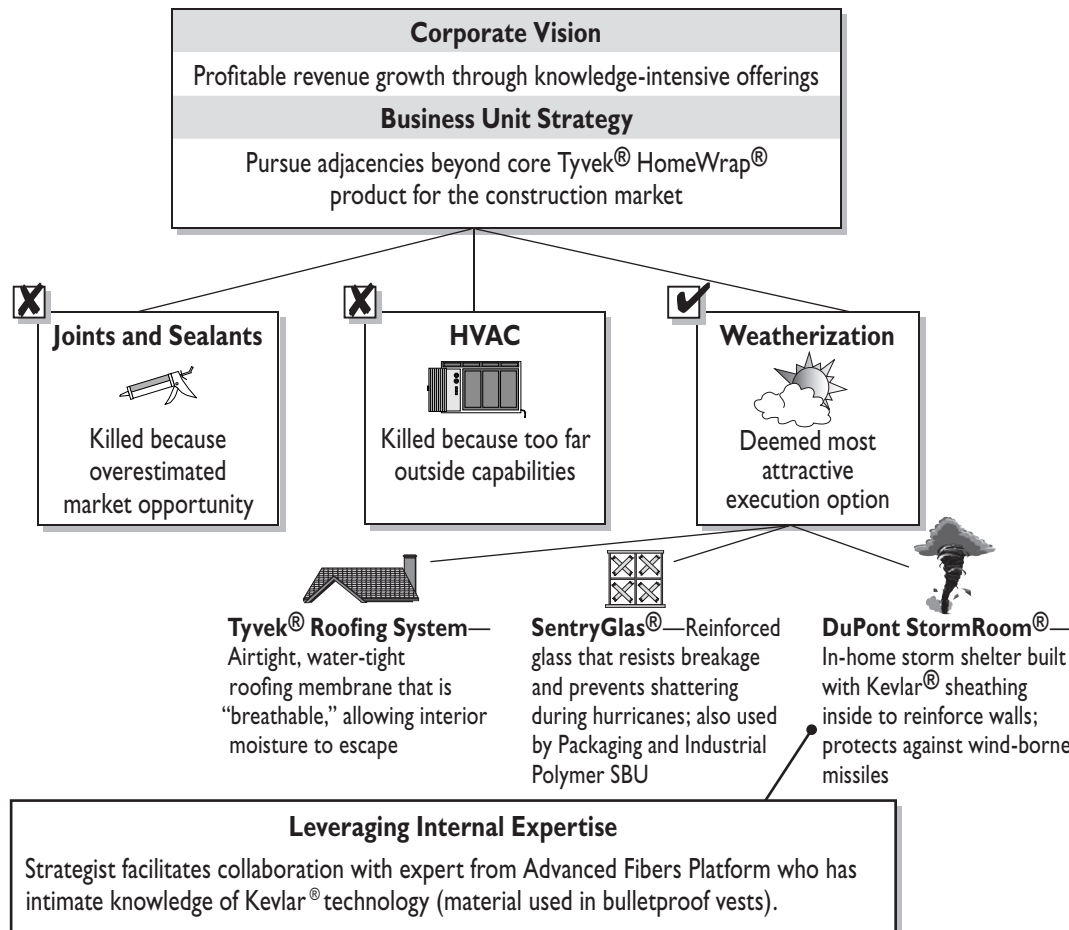 Corporate Vision
Profitable revenue growth through knowledge-intensive offerings
Business Unit Strategy
Pursue adjacencies beyond core Tyvek® HomeWrap®
product for the construction market
Joints and Sealants
Killed because
overestimated
market opportunity
HVAC
Killed because too far
outside capabilities
Weatherization
Deemed most
attractive
execution option
Tyvek® Roofing System—
Airtight, water-tight
roofing membrane that is
“breathable,” allowing interior
moisture to escape
SentryGlas®—Reinforced
glass that resists breakage
and prevents shattering
during hurricanes; also used
by Packaging and Industrial
Polymer SBU
DuPont StormRoom®—
In-home storm shelter built
with Kevlar® sheathing
inside to reinforce walls;
protects against wind-borne
missiles
Leveraging Internal Expertise
Strategist facilitates collaboration with expert from Advanced Fibers Platform who has
intimate knowledge of Kevlar® technology (material used in bulletproof vests).